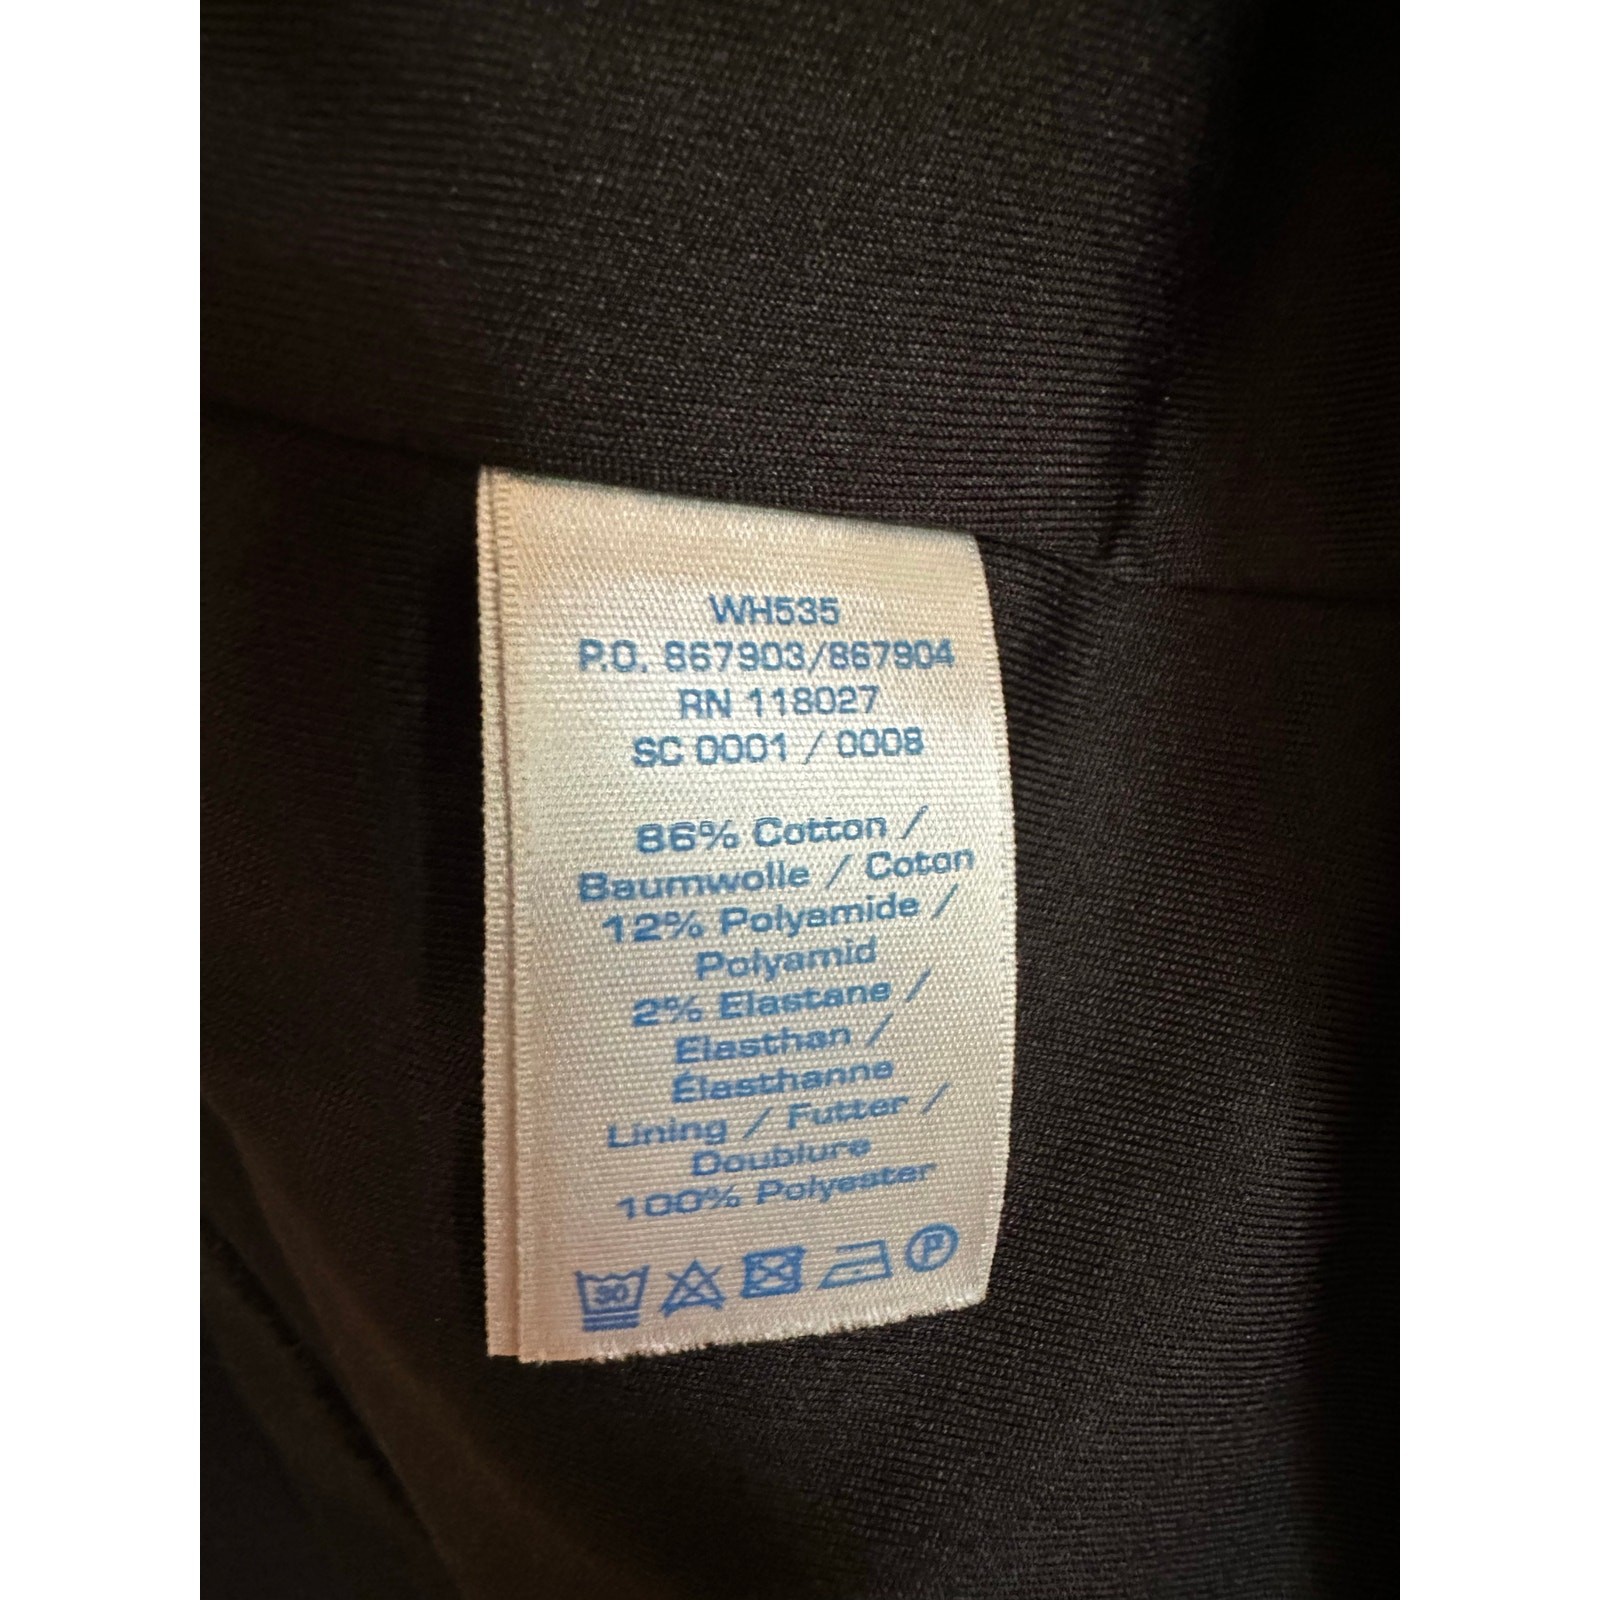 WH535
P.O. 867903/867904
RN 118027
SC 0001 / 0008
86% Cotton /
Baumwolle / Coton
12% Polyamide /
Polyamid
2% Elastane /
Elasthan /
Élasthanne
Lining / Futter /
Doublure
100% Polyester
30 P